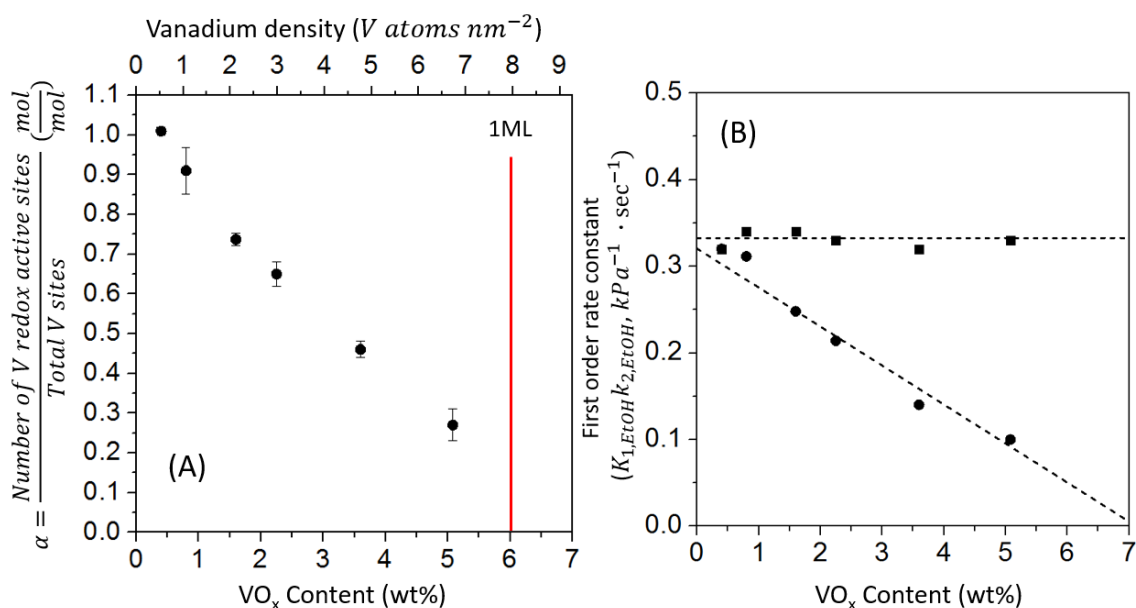 Vanadium density (V atoms nm⁻²)
0 1 2 3 4 5 6 7 8 9
1.1
1.0
0.9
0.8
0.7
0.6
0.5
0.4
0.3
0.2
0.1
0.0
α = Number of V redox active sites / Total V sites (mol/mol)
1ML
(A)
0 1 2 3 4 5 6 7
VOₓ Content (wt%)
0.5
0.4
0.3
0.2
0.1
0.0
First order rate constant
(K₁,EtOH k₂,EtOH, kPa⁻¹ · sec⁻¹)
(B)
0 1 2 3 4 5 6 7
VOₓ Content (wt%)